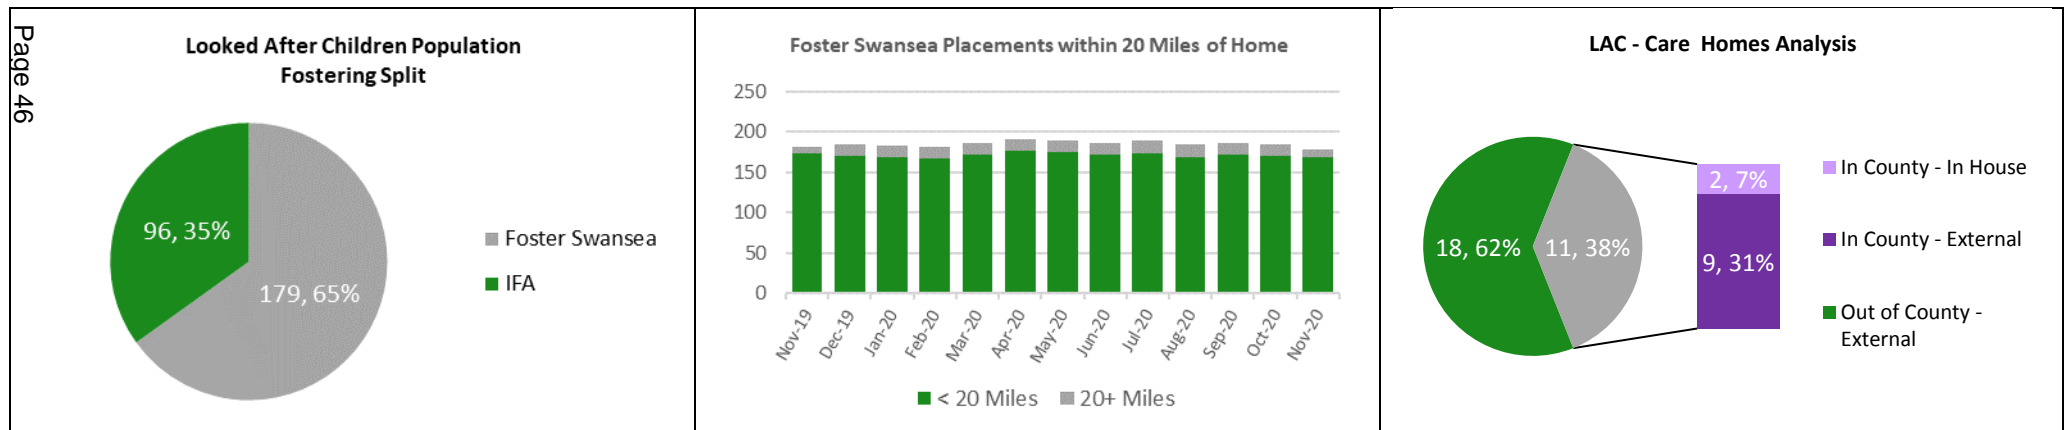 Page 46
Looked After Children Population
Fostering Split
96, 35%
179, 65%
Foster Swansea
IFA
Foster Swansea Placements within 20 Miles of Home
250
200
150
100
50
0
Nov-19
Dec-19
Jan-20
Feb-20
Mar-20
Apr-20
May-20
Jun-20
Jul-20
Aug-20
Sep-20
Oct-20
Nov-20
< 20 Miles
20+ Miles
LAC - Care Homes Analysis
18, 62%
11, 38%
2, 7%
9, 31%
In County - In House
In County - External
Out of County -
External